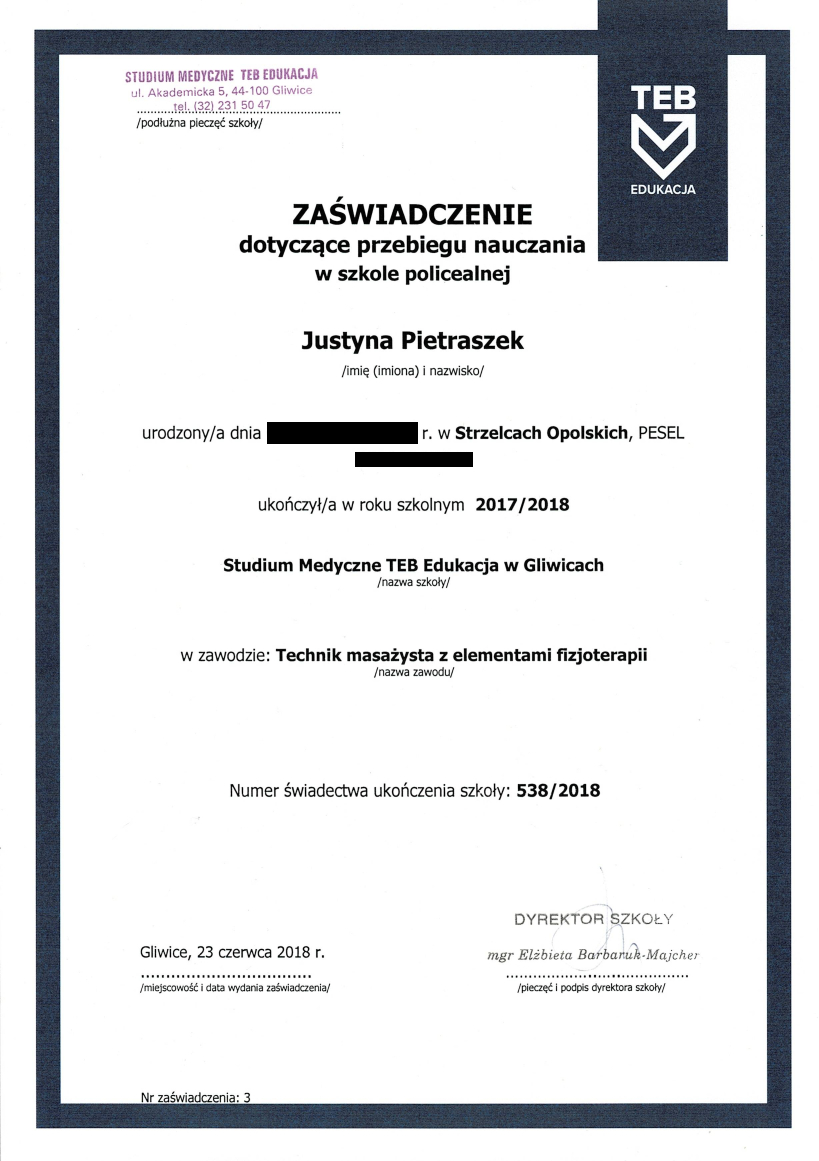 STUDIUM MEDYCZNE TEB EDUKACJA
ul. Akademicka 5, 44-100 Gliwice
tel. (32) 231 50 47
/podłużna pieczęć szkoły/
TEB
EDUKACJA
ZAŚWIADCZENIE
dotyczące przebiegu nauczania
w szkole policealnej
Justyna Pietraszek
/imię (imiona) i nazwisko/
urodzony/a dnia r. w Strzelcach Opolskich, PESEL
ukończył/a w roku szkolnym 2017/2018
Studium Medyczne TEB Edukacja w Gliwicach
/nazwa szkoły/
w zawodzie: Technik masażysta z elementami fizjoterapii
/nazwa zawodu/
Numer świadectwa ukończenia szkoły: 538/2018
DYREKTOR SZKOŁY
Gliwice, 23 czerwca 2018 r.
mgr Elżbieta Barbaruk-Majcher
/miejscowość i data wydania zaświadczenia/
/pieczęć i podpis dyrektora szkoły/
Nr zaświadczenia: 3